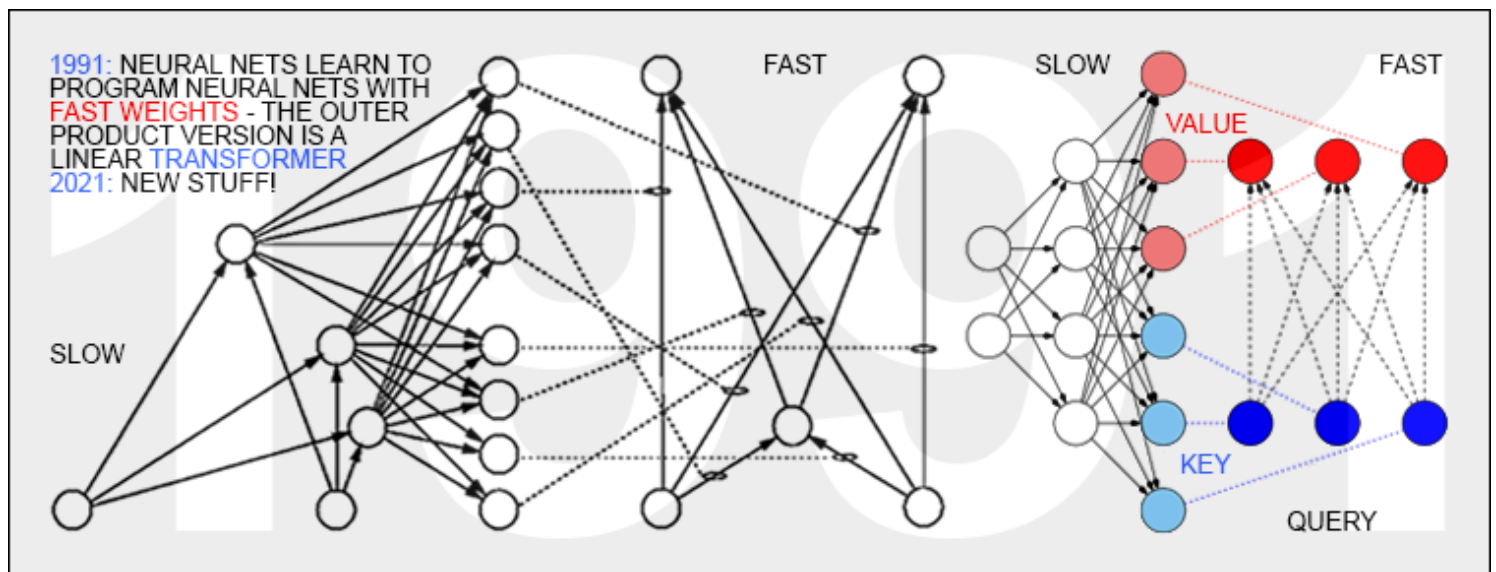 1991: NEURAL NETS LEARN TO
PROGRAM NEURAL NETS WITH
FAST WEIGHTS - THE OUTER
PRODUCT VERSION IS A
LINEAR TRANSFORMER
2021: NEW STUFF!
SLOW
FAST
SLOW
FAST
VALUE
KEY
QUERY
1991